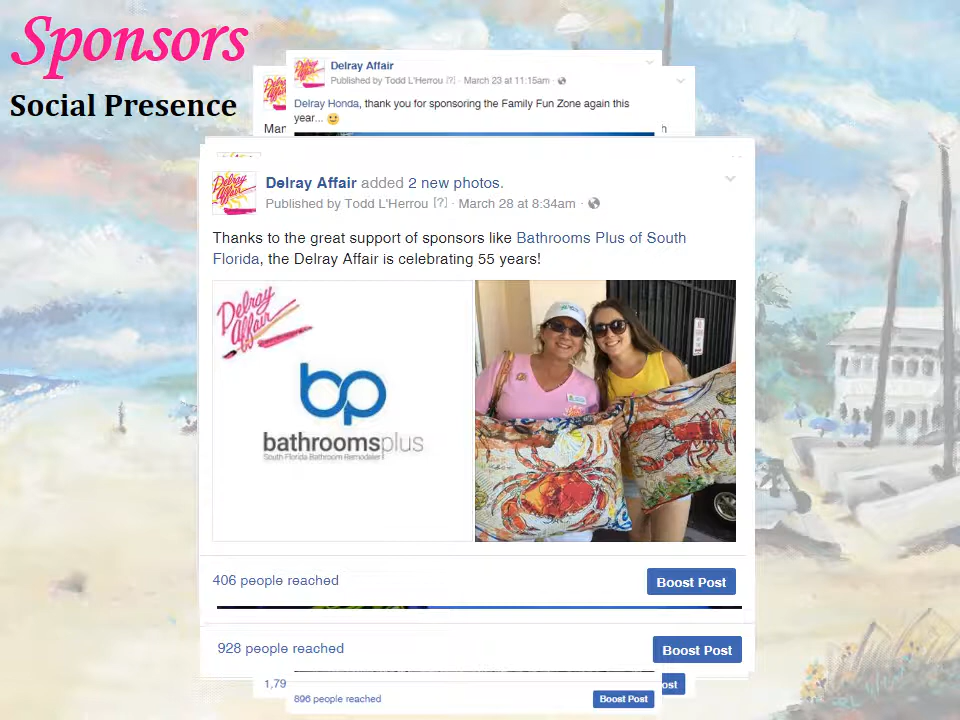 Sponsors
Social Presence
Delray Affair
Published by Todd L'Herrou [?] · March 23 at 11:15am ·
Delray Honda, thank you for sponsoring the Family Fun Zone again this
year... 🙂
Delray Affair added 2 new photos.
Published by Todd L'Herrou [?] · March 28 at 8:34am ·
Thanks to the great support of sponsors like Bathrooms Plus of South
Florida, the Delray Affair is celebrating 55 years!
Delray
Affair
bp
bathroomsplus
South Florida Bathroom Remodeler
406 people reached
Boost Post
928 people reached
Boost Post
1,79
ost
896 people reached
Boost Post